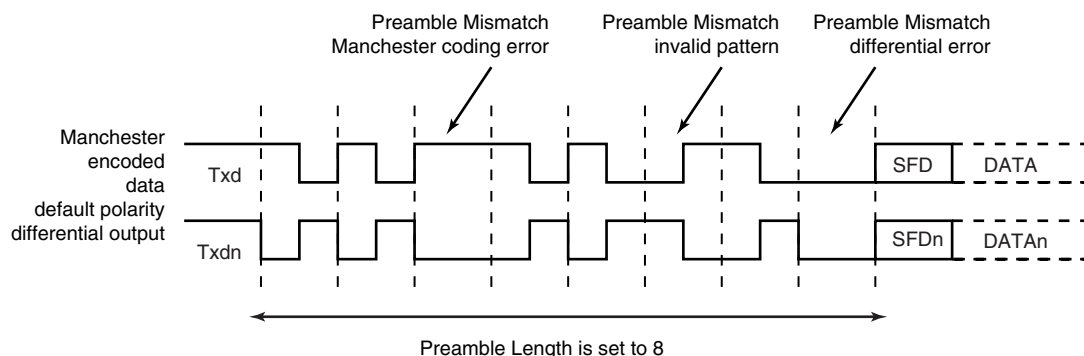 Preamble Mismatch
Manchester coding error
Preamble Mismatch
invalid pattern
Preamble Mismatch
differential error
Manchester
encoded
data
default polarity
differential output
Txd
SFD
DATA
Txdn
SFDn
DATAn
Preamble Length is set to 8